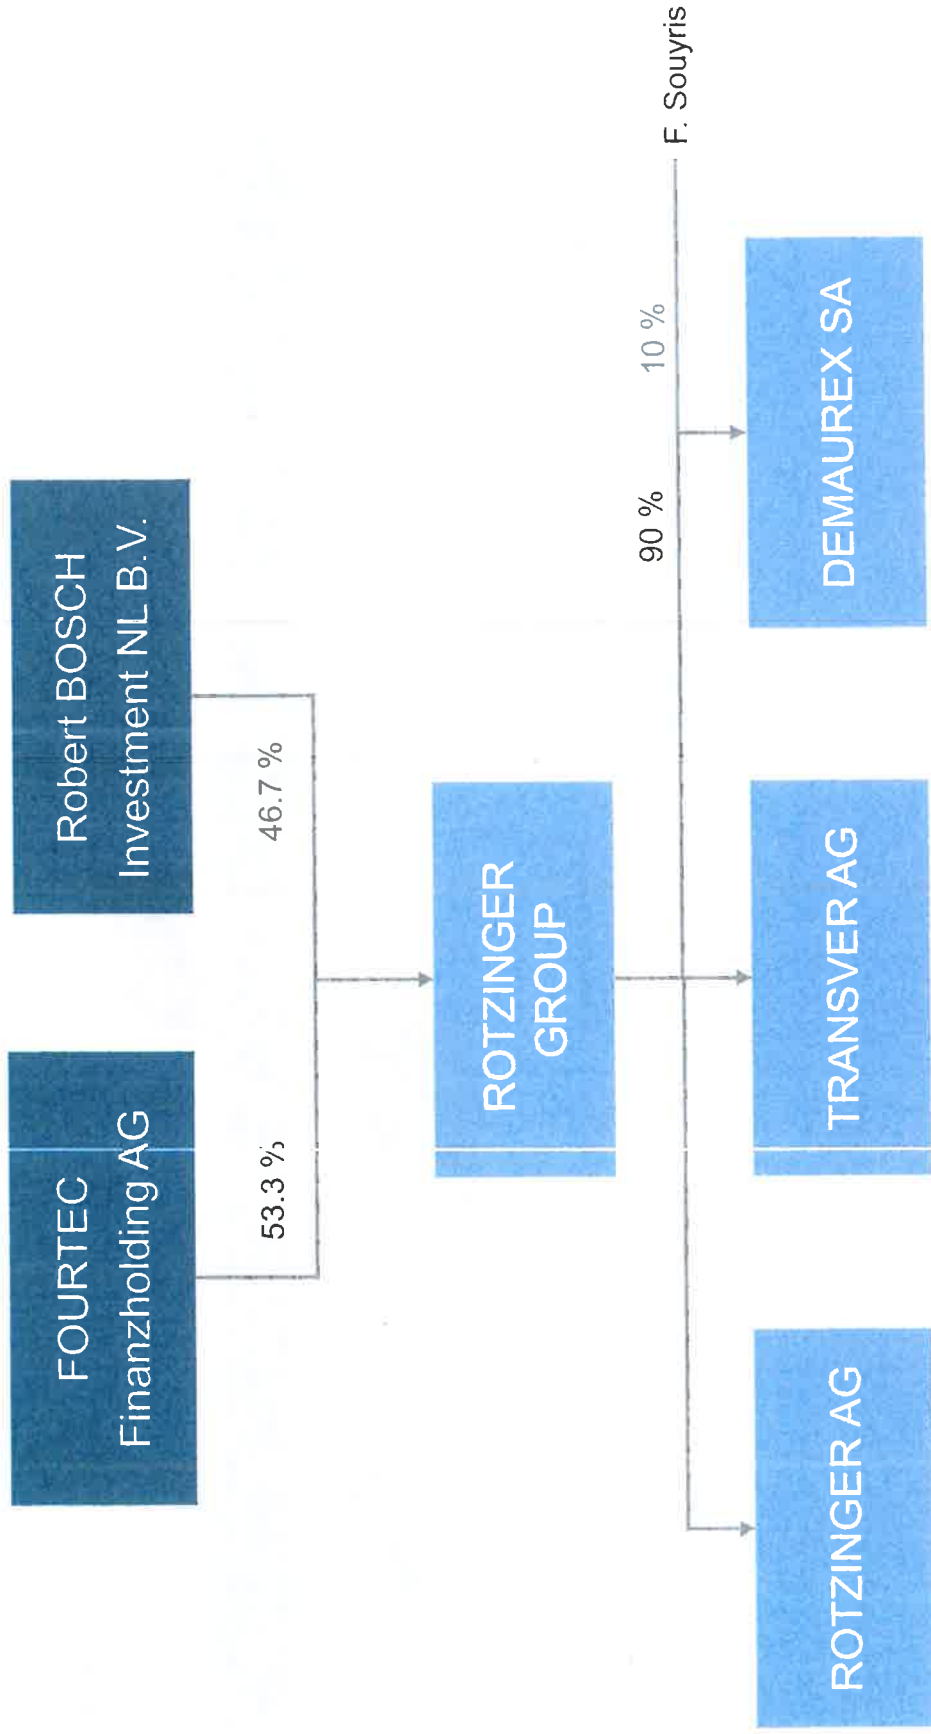 FOURTEC
Finanzholding AG
Robert BOSCH
Investment NL B.V.
53.3 %
46.7 %
ROTZINGER
GROUP
90 %
10 %
F. Souyris
ROTZINGER AG
TRANSVER AG
DEMAUREX SA